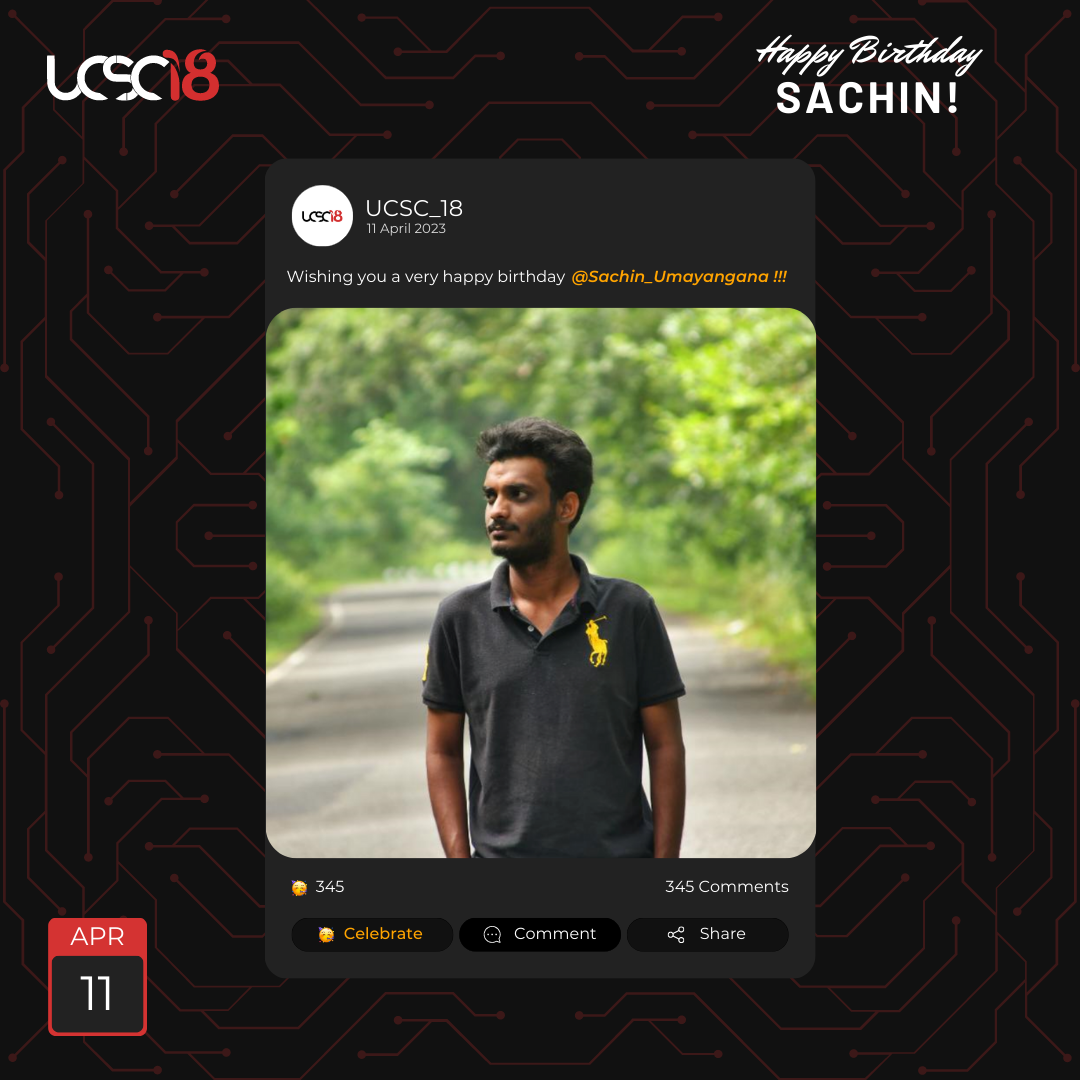 UCSC18
Happy Birthday
SACHIN!
UCSC18
UCSC_18
11 April 2023
Wishing you a very happy birthday @Sachin_Umayangana !!!
345
345 Comments
Celebrate
Comment
Share
APR
11